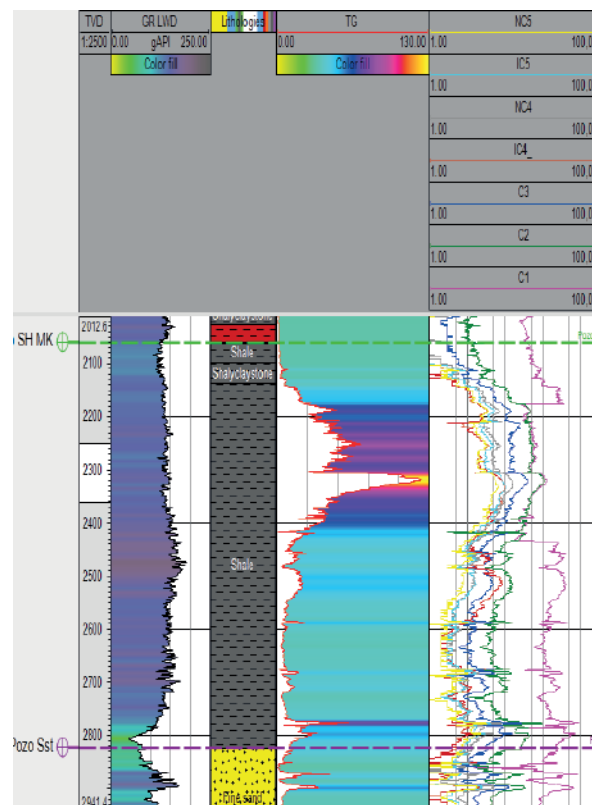 TVD GR LWD Lithologies TG NC5
1:2500 0.00 gAPI 250.00 0.00 130.00 1.00 100,0
Color fill Color fill IC5
1.00 100,0
NC4
1.00 100,0
IC4_
1.00 100,0
C3
1.00 100,0
C2
1.00 100,0
C1
1.00 100,0
2012.6 Shalyclaystone
SH MK
Shale
2100
Shalyclaystone
2200
2300
2400
Shale
2500
2600
2700
2800
Pozo Sst
Fine sand
2941.4